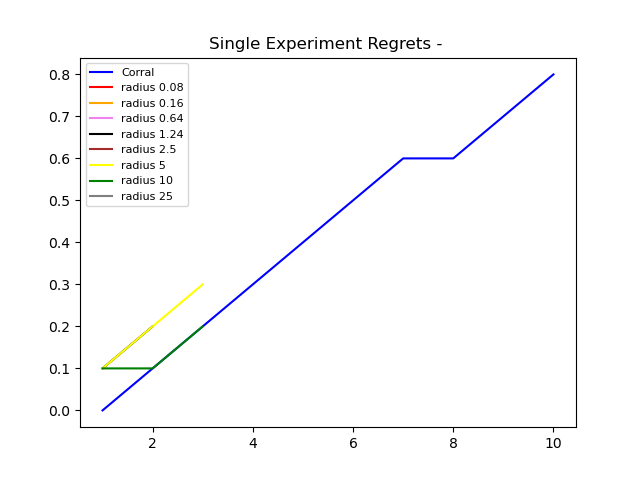 Single Experiment Regrets -
Corral
radius 0.08
radius 0.16
radius 0.64
radius 1.24
radius 2.5
radius 5
radius 10
radius 25
0.8
0.7
0.6
0.5
0.4
0.3
0.2
0.1
0.0
2 4 6 8 10